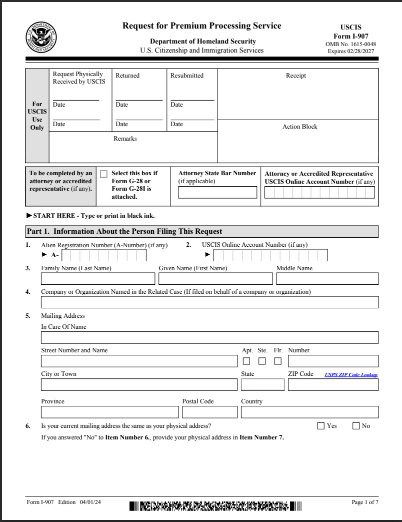 Request for Premium Processing Service
Department of Homeland Security
U.S. Citizenship and Immigration Services
USCIS
Form I-907
OMB No. 1615-0048
Expires 02/28/2027
For
USCIS
Use
Only
Request Physically
Received by USCIS
Returned
Resubmitted
Receipt
Date
Date
Date
Date
Date
Date
Action Block
Remarks
To be completed by an
attorney or accredited
representative (if any).
Select this box if
Form G-28 or
Form G-28I is
attached.
Attorney State Bar Number
(if applicable)
Attorney or Accredited Representative
USCIS Online Account Number (if any)
►START HERE - Type or print in black ink.
Part 1. Information About the Person Filing This Request
1. Alien Registration Number (A-Number) (if any)
► A-
2. USCIS Online Account Number (if any)
►
3. Family Name (Last Name) Given Name (First Name) Middle Name
4. Company or Organization Named in the Related Case (If filed on behalf of a company or organization)
5. Mailing Address
In Care Of Name
Street Number and Name Apt. Ste. Flr. Number
City or Town State ZIP Code USPS ZIP Code Lookup
Province Postal Code Country
6. Is your current mailing address the same as your physical address? Yes No
If you answered "No" to Item Number 6., provide your physical address in Item Number 7.
Form I-907 Edition 04/01/24 Page 1 of 7